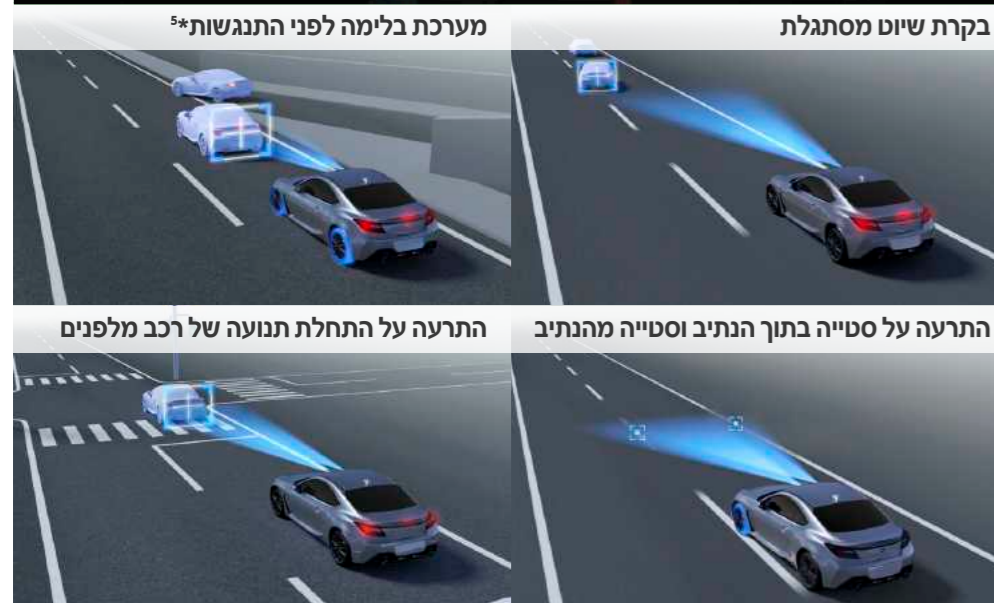 בקרת שיוט מסתגלת
מערכת בלימה לפני התנגשות*⁵
התרעה על סטייה בתוך הנתיב וסטייה מהנתיב
התרעה על התחלת תנועה של רכב מלפנים